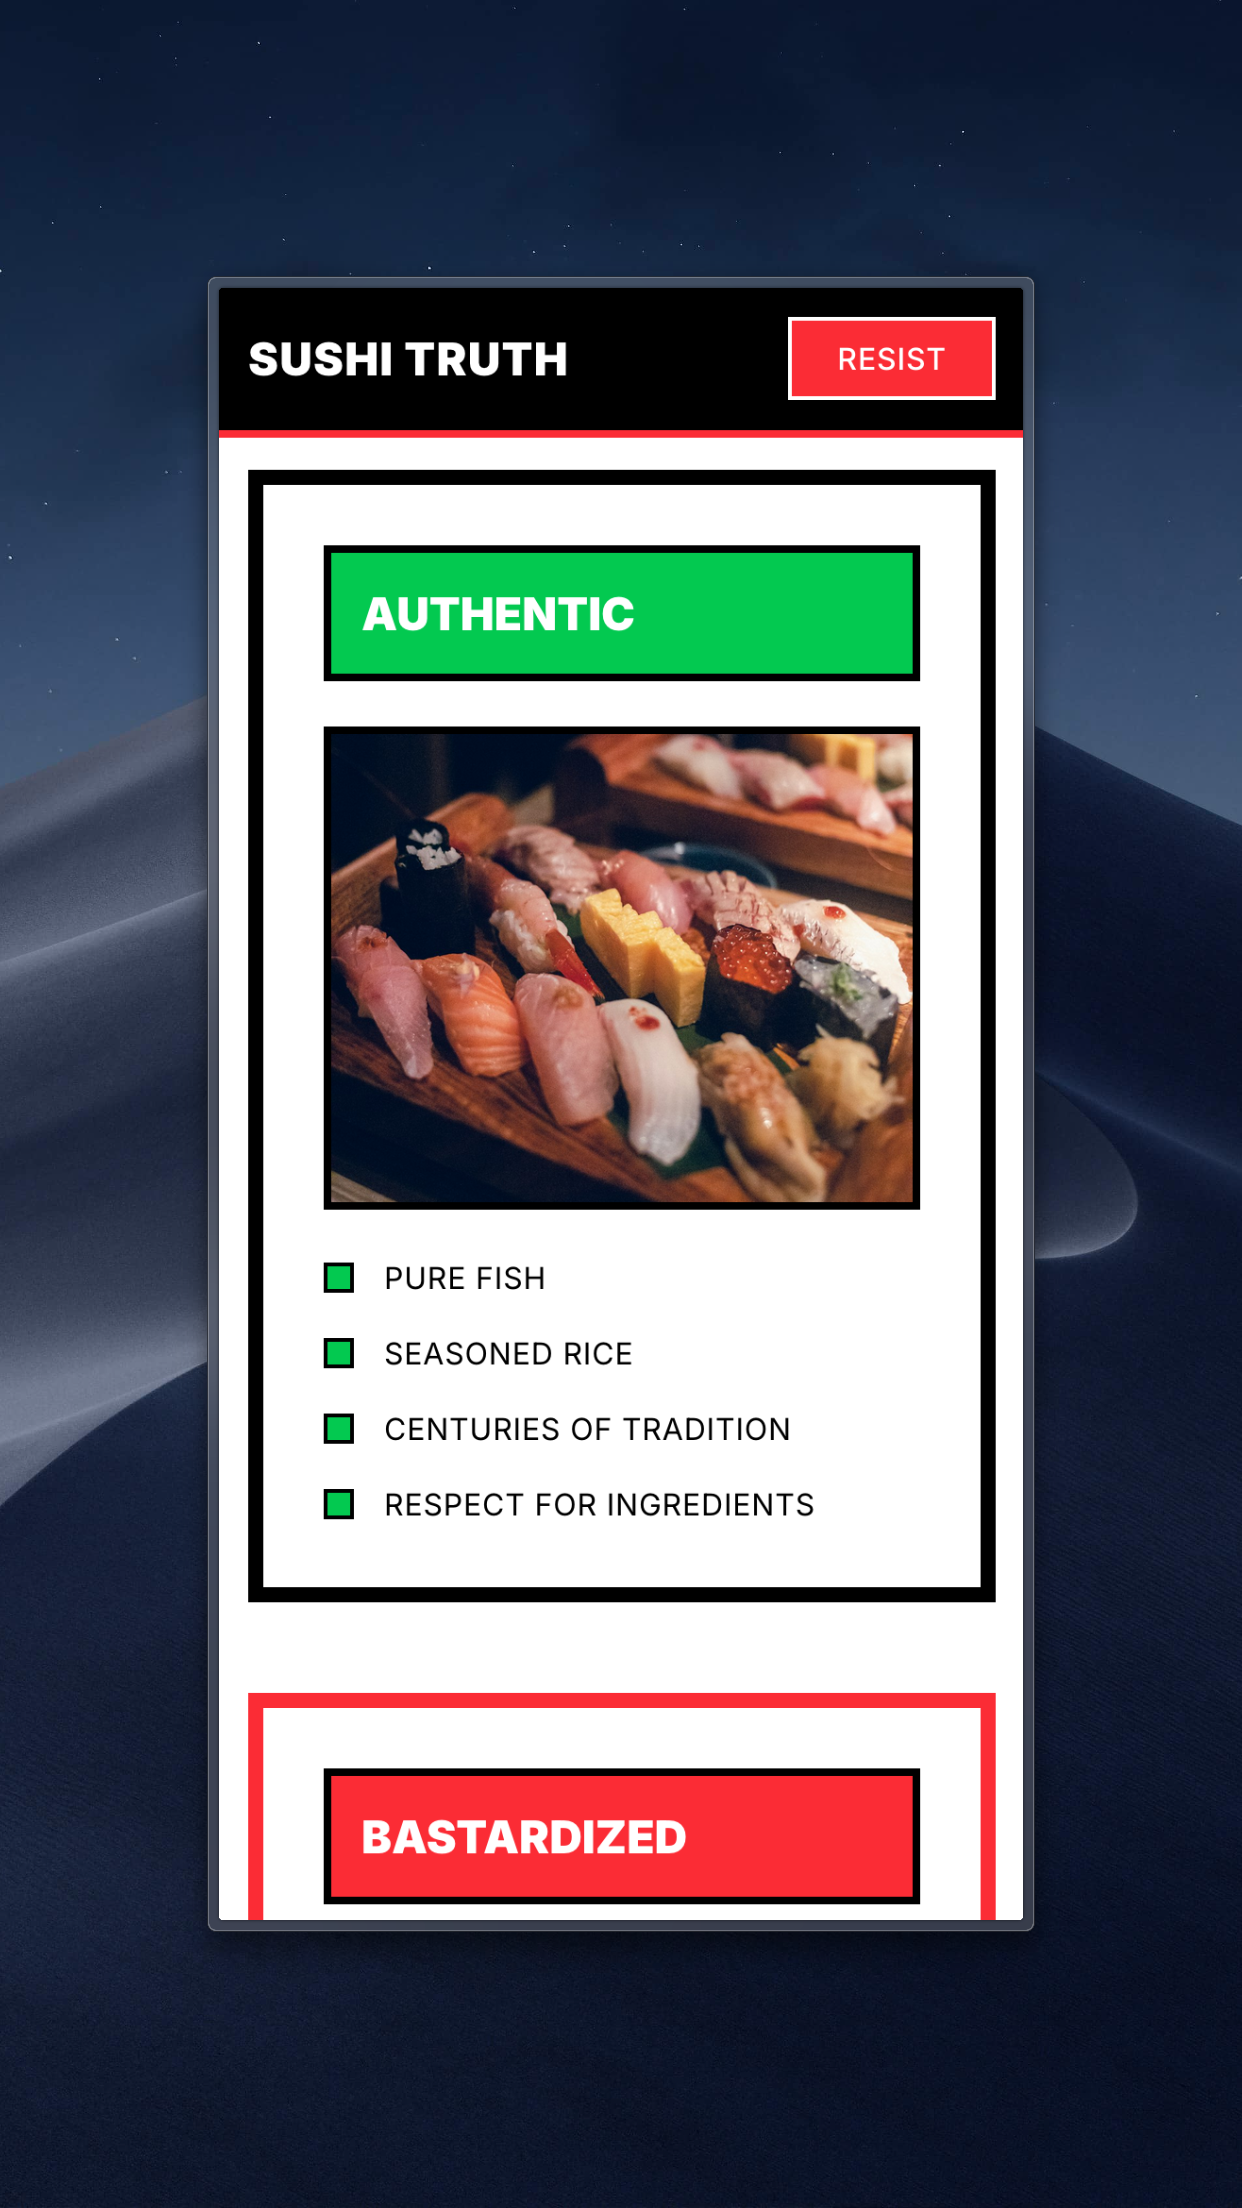 SUSHI TRUTH
RESIST
AUTHENTIC
PURE FISH
SEASONED RICE
CENTURIES OF TRADITION
RESPECT FOR INGREDIENTS
BASTARDIZED